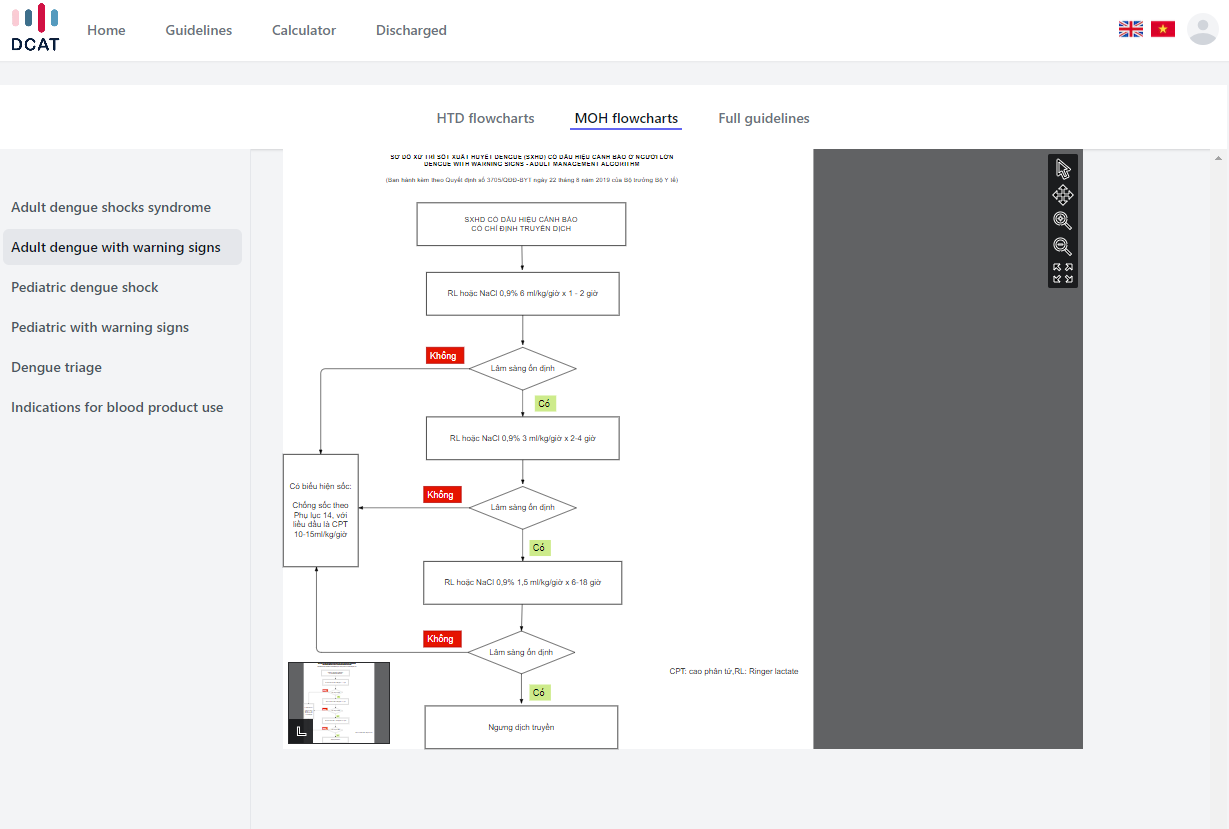 DCAT
Home
Guidelines
Calculator
Discharged
HTD flowcharts
MOH flowcharts
Full guidelines
Adult dengue shocks syndrome
Adult dengue with warning signs
Pediatric dengue shock
Pediatric with warning signs
Dengue triage
Indications for blood product use
SƠ ĐỒ XỬ TRÍ SỐT XUẤT HUYẾT DENGUE (SXHD) CÓ DẤU HIỆU CẢNH BÁO Ở NGƯỜI LỚN
DENGUE WITH WARNING SIGNS - ADULT MANAGEMENT ALGORITHM
(Ban hành kèm theo Quyết định số 3705/QĐĐ-BYT ngày 22 tháng 8 năm 2019 của Bộ trưởng Bộ Y tế)
SXHD CÓ DẤU HIỆU CẢNH BÁO
CÓ CHỈ ĐỊNH TRUYỀN DỊCH
RL hoặc NaCl 0,9% 6 ml/kg/giờ x 1 - 2 giờ
Không
Lâm sàng ổn định
Có
RL hoặc NaCl 0,9% 3 ml/kg/giờ x 2-4 giờ
Có biểu hiện sốc:
Chống sốc theo
Phụ lục 14, với
liều đầu là CPT
10-15ml/kg/giờ
Không
Lâm sàng ổn định
Có
RL hoặc NaCl 0,9% 1,5 ml/kg/giờ x 6-18 giờ
Không
Lâm sàng ổn định
Có
CPT: cao phân tử,RL: Ringer lactate
Ngưng dịch truyền